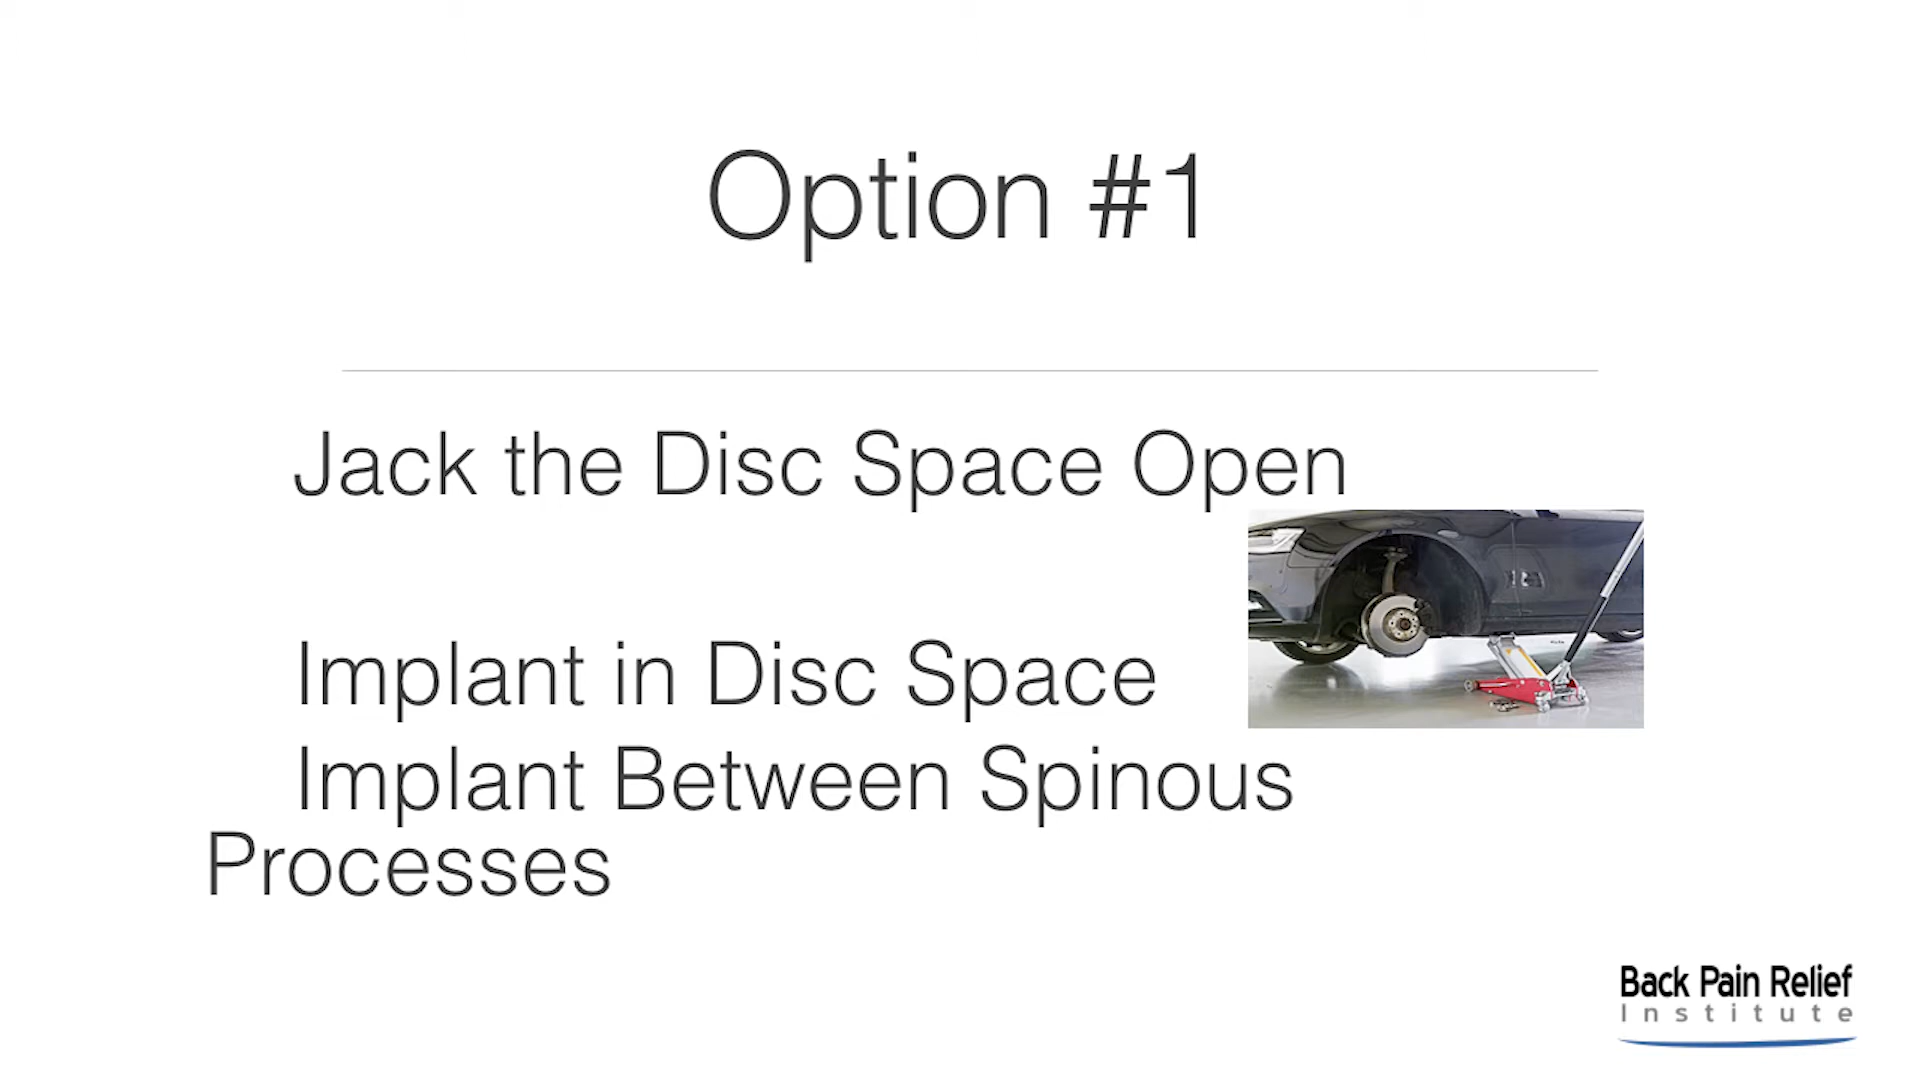 Option #1
Jack the Disc Space Open
Implant in Disc Space
Implant Between Spinous
Processes
Back Pain Relief
Institute